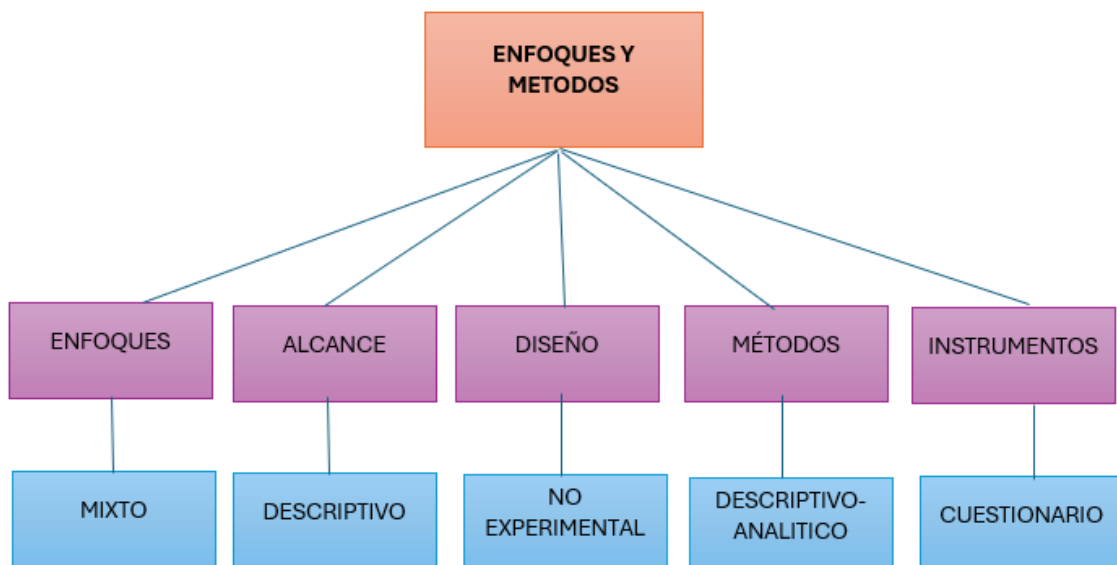 ENFOQUES Y
METODOS
ENFOQUES
ALCANCE
DISEÑO
MÉTODOS
INSTRUMENTOS
MIXTO
DESCRIPTIVO
NO
EXPERIMENTAL
DESCRIPTIVO-
ANALITICO
CUESTIONARIO